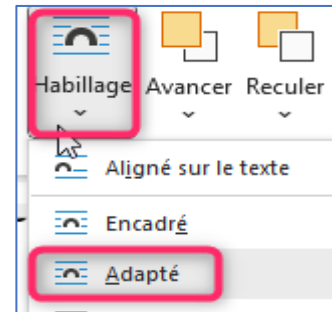 Habillage Avancer Reculer
Aligné sur le texte
Encadré
Adapté